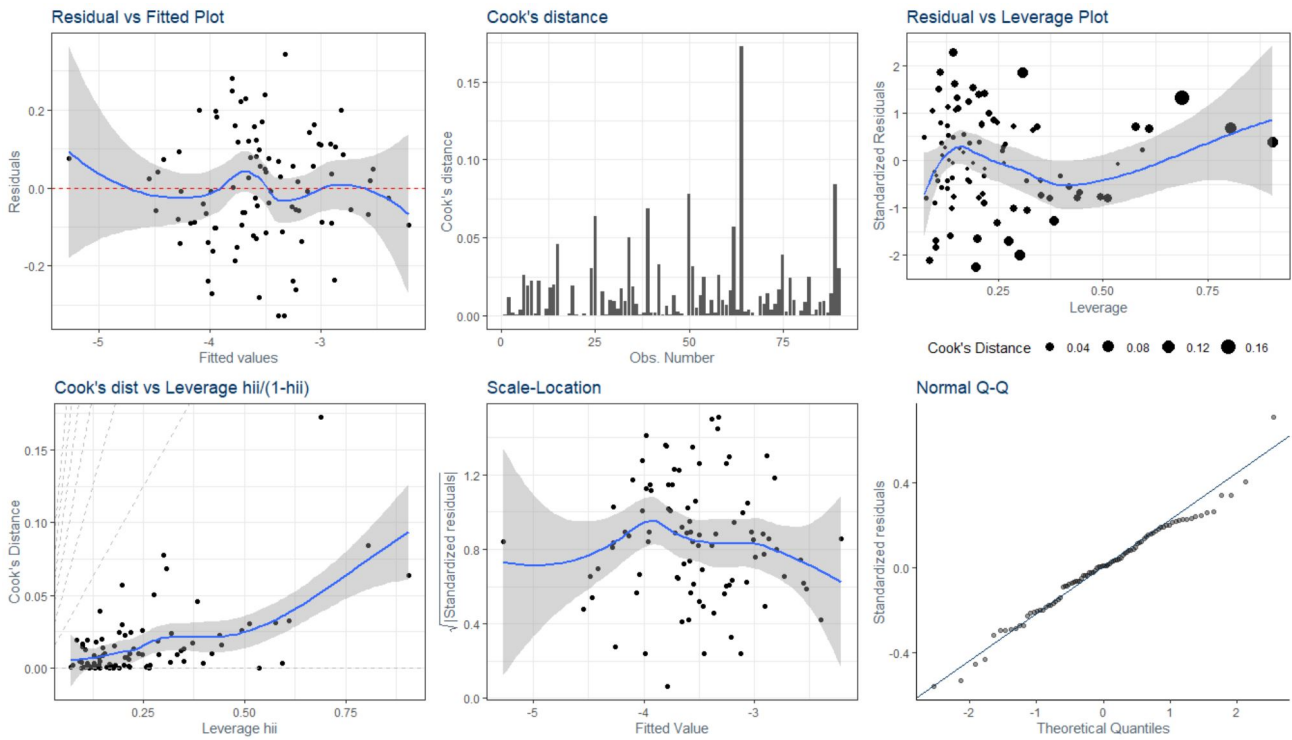 Residual vs Fitted Plot
Residuals
0.2
0.0
-0.2
-5
-4
-3
Fitted values
Cook's distance
Cook's distance
0.15
0.10
0.05
0.00
0
25
50
75
Obs. Number
Residual vs Leverage Plot
Standardized Residuals
2
1
0
-1
-2
0.25
0.50
0.75
Leverage
Cook's Distance 0.04 0.08 0.12 0.16
Cook's dist vs Leverage hii/(1-hii)
Cook's Distance
0.15
0.10
0.05
0.00
0.25
0.50
0.75
Leverage hii
Scale-Location
√|Standardized residuals|
1.2
0.8
0.4
0.0
-5
-4
-3
Fitted Value
Normal Q-Q
Standardized residuals
0.4
0.0
-0.4
-2
-1
0
1
2
Theoretical Quantiles